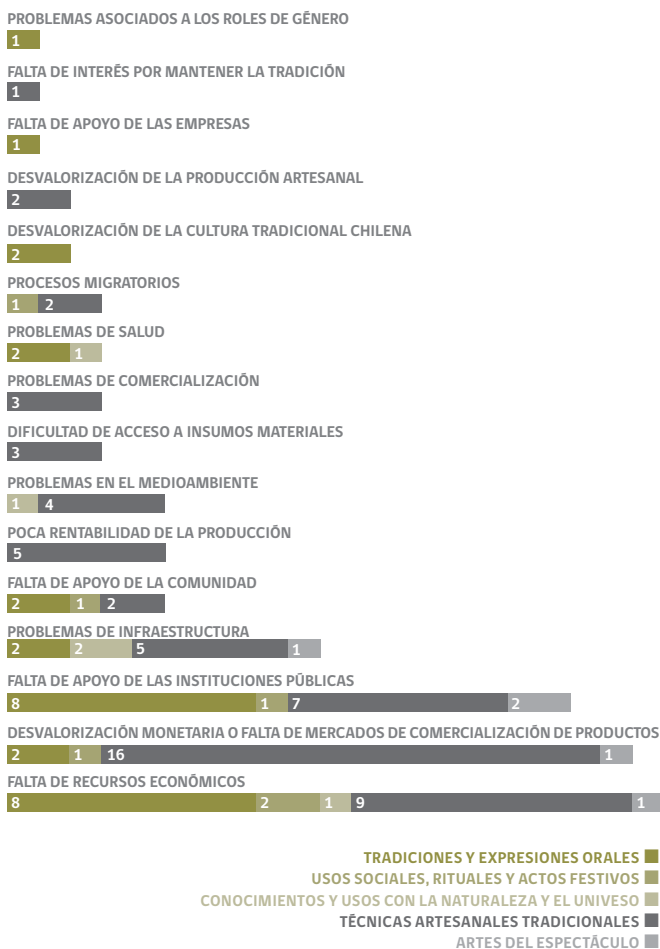 PROBLEMAS ASOCIADOS A LOS ROLES DE GÉNERO
1
FALTA DE INTERÉS POR MANTENER LA TRADICIÓN
1
FALTA DE APOYO DE LAS EMPRESAS
1
DESVALORIZACIÓN DE LA PRODUCCIÓN ARTESANAL
2
DESVALORIZACIÓN DE LA CULTURA TRADICIONAL CHILENA
2
PROCESOS MIGRATORIOS
1 2
PROBLEMAS DE SALUD
2 1
PROBLEMAS DE COMERCIALIZACIÓN
3
DIFICULTAD DE ACCESO A INSUMOS MATERIALES
3
PROBLEMAS EN EL MEDIOAMBIENTE
1 4
POCA RENTABILIDAD DE LA PRODUCCIÓN
5
FALTA DE APOYO DE LA COMUNIDAD
2 1 2
PROBLEMAS DE INFRAESTRUCTURA
2 2 5 1
FALTA DE APOYO DE LAS INSTITUCIONES PÚBLICAS
8 1 7 2
DESVALORIZACIÓN MONETARIA O FALTA DE MERCADOS DE COMERCIALIZACIÓN DE PRODUCTOS
2 1 16 1
FALTA DE RECURSOS ECONÓMICOS
8 2 1 9 1
TRADICIONES Y EXPRESIONES ORALES
USOS SOCIALES, RITUALES Y ACTOS FESTIVOS
CONOCIMIENTOS Y USOS CON LA NATURALEZA Y EL UNIVESO
TÉCNICAS ARTESANALES TRADICIONALES
ARTES DEL ESPECTÁCULO